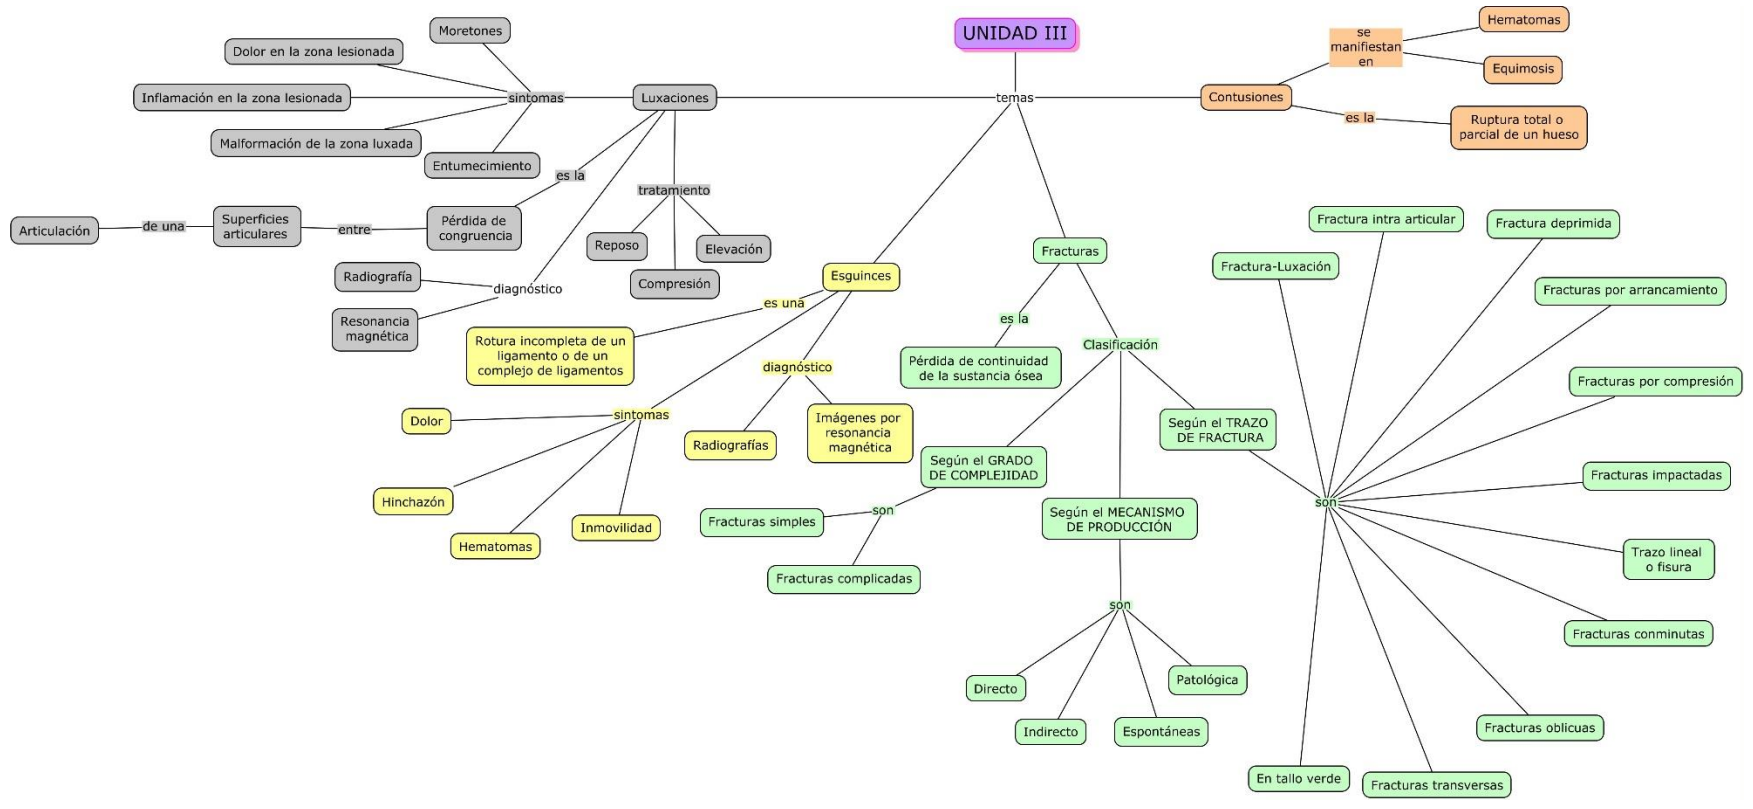 UNIDAD III
temas
Luxaciones
sintomas
Moretones
Dolor en la zona lesionada
Inflamación en la zona lesionada
Malformación de la zona luxada
Entumecimiento
es la
Pérdida de
congruencia
entre
Superficies
articulares
de una
Articulación
tratamiento
Reposo
Compresión
Elevación
diagnóstico
Radiografía
Resonancia
magnética
Esguinces
es una
Rotura incompleta de un
ligamento o de un
complejo de ligamentos
sintomas
Dolor
Hinchazón
Hematomas
Inmovilidad
diagnóstico
Radiografías
Imágenes por
resonancia
magnética
Fracturas
es la
Pérdida de continuidad
de la sustancia ósea
Clasificación
Según el GRADO
DE COMPLEJIDAD
son
Fracturas simples
Fracturas complicadas
Según el MECANISMO
DE PRODUCCIÓN
son
Directo
Indirecto
Espontáneas
Patológica
Según el TRAZO
DE FRACTURA
son
Fractura-Luxación
Fractura intra articular
Fractura deprimida
Fracturas por arrancamiento
Fracturas por compresión
Fracturas impactadas
Trazo lineal
o fisura
Fracturas conminutas
Fracturas oblicuas
Fracturas transversas
En tallo verde
Contusiones
se
manifiestan
en
Hematomas
Equimosis
es la
Ruptura total o
parcial de un hueso